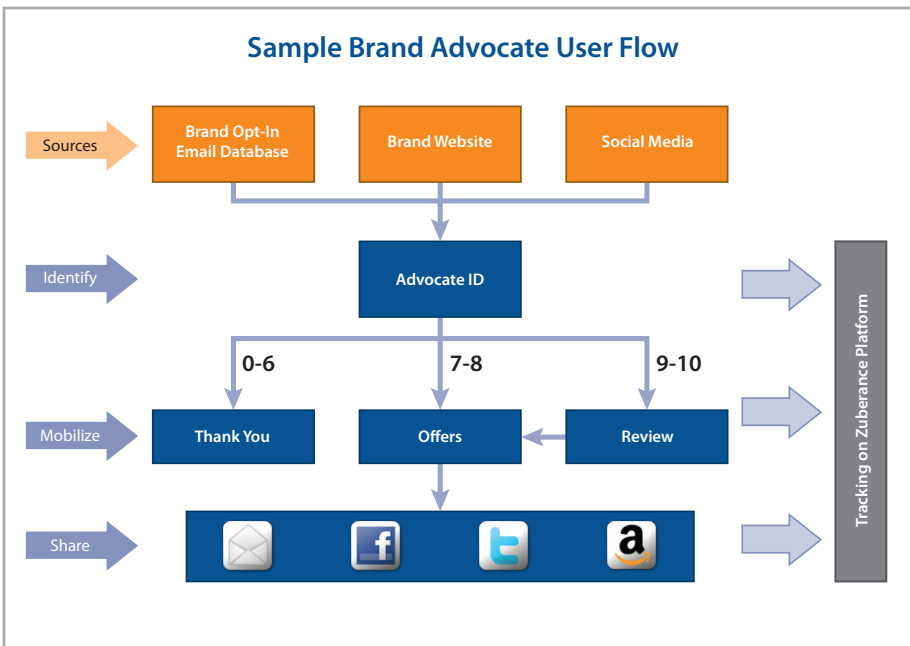 Sample Brand Advocate User Flow
Sources
Brand Opt-In
Email Database
Brand Website
Social Media
Identify
Advocate ID
0-6
7-8
9-10
Mobilize
Thank You
Offers
Review
Share
f
t
a
Tracking on Zuberance Platform